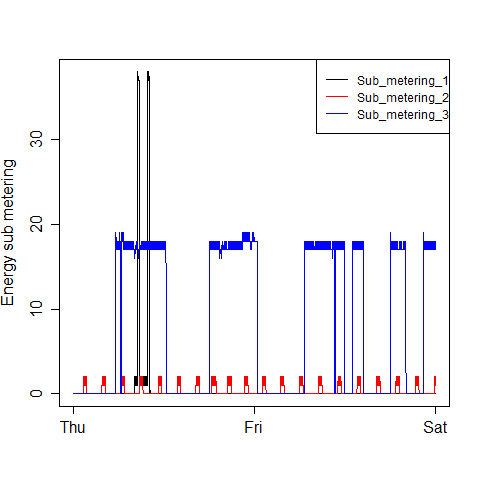 Sub_metering_1
Sub_metering_2
Sub_metering_3
Energy sub metering
30
20
10
0
Thu Fri Sat